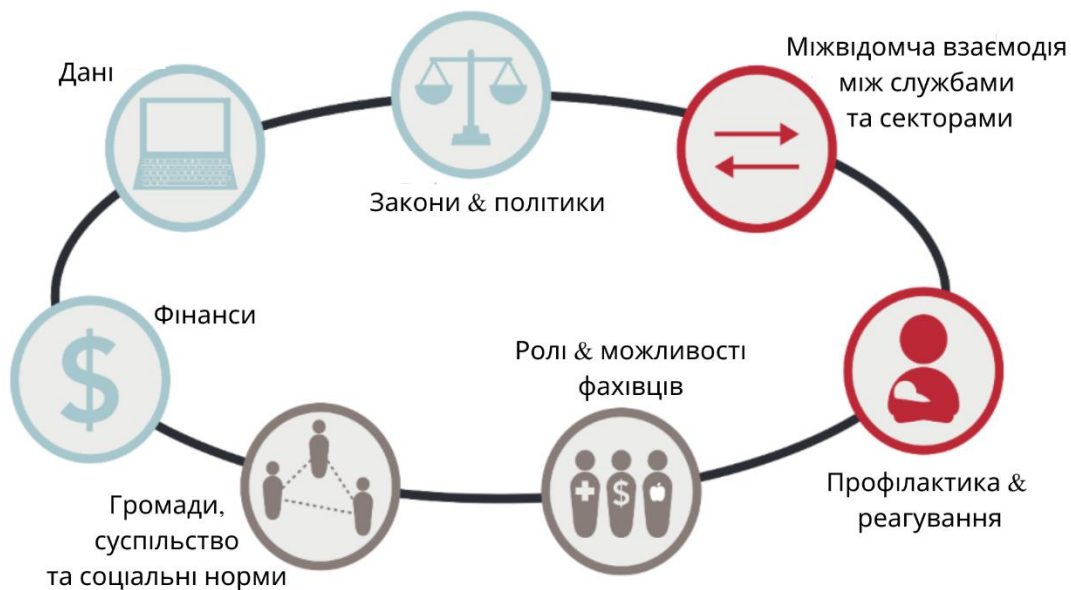 Дані
Закони & політики
Міжвідомча взаємодія
між службами
та секторами
Фінанси
Ролі & можливості
фахівців
Профілактика &
реагування
Громади,
суспільство
та соціальні норми
$
$